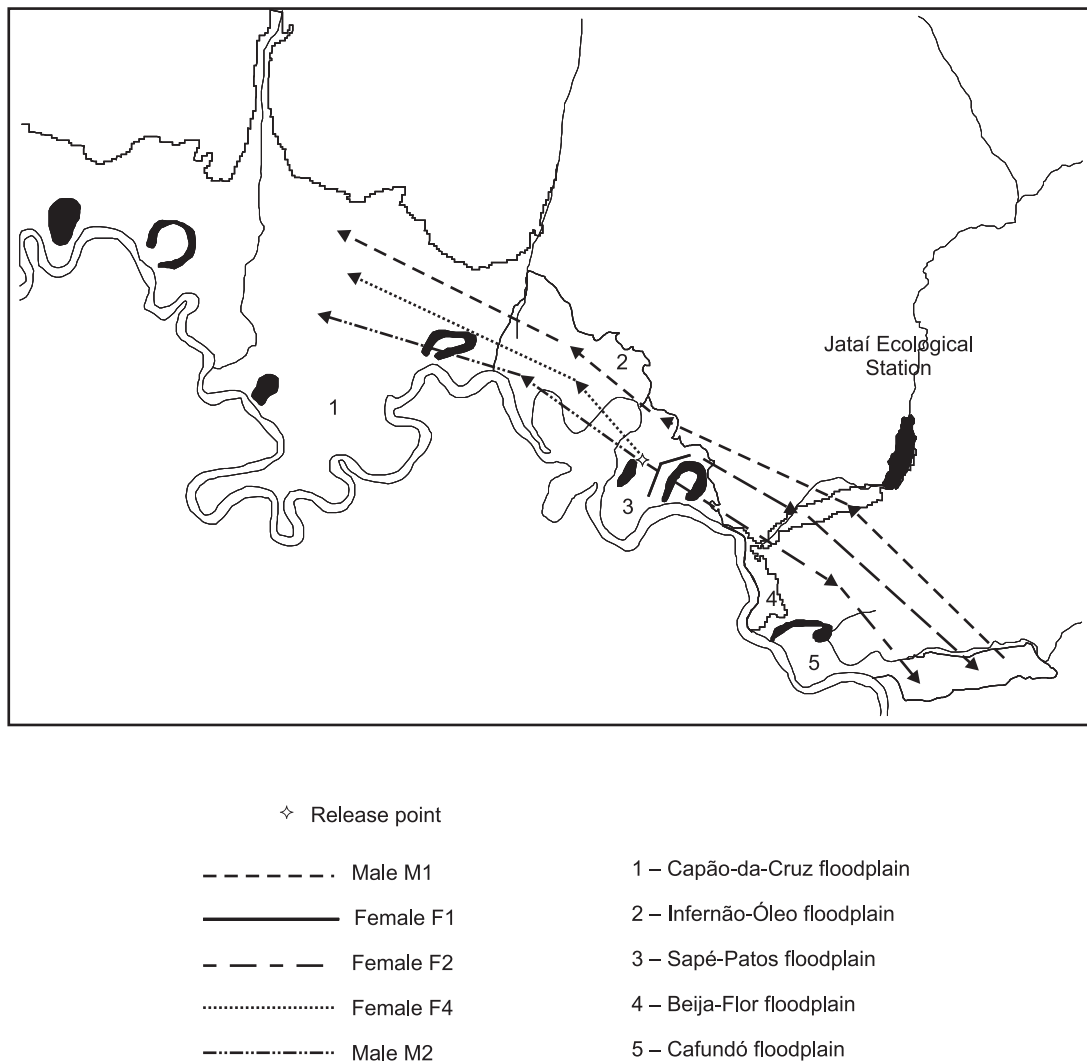 2
Jataí Ecological
Station
1
3
4
5
Release point
Male M1
Female F1
Female F2
Female F4
Male M2
1 – Capão-da-Cruz floodplain
2 – Infernão-Óleo floodplain
3 – Sapé-Patos floodplain
4 – Beija-Flor floodplain
5 – Cafundó floodplain